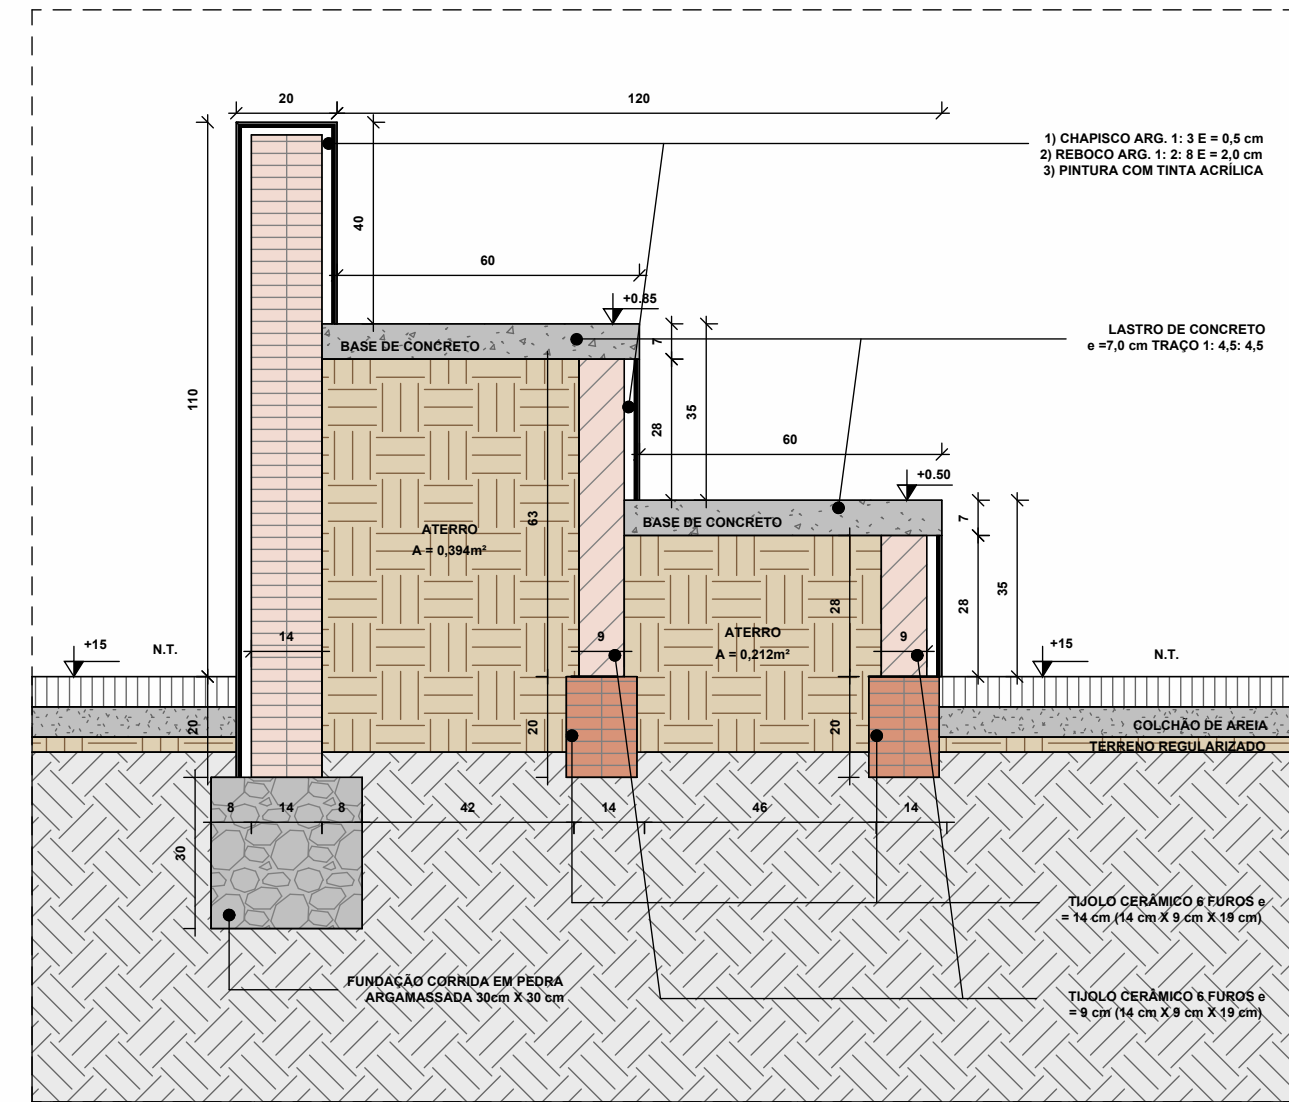 20
120
1) CHAPISCO ARG. 1: 3 E = 0,5 cm
2) REBOCO ARG. 1: 2: 8 E = 2,0 cm
3) PINTURA COM TINTA ACRÍLICA
40
60
+0.85
LASTRO DE CONCRETO
e =7,0 cm TRAÇO 1: 4,5: 4,5
BASE DE CONCRETO
7
110
35
28
60
+0.50
63
BASE DE CONCRETO
7
ATERRO
A = 0,394m²
35
28
28
14
9
ATERRO
A = 0,212m²
9
+15
N.T.
+15
N.T.
20
20
20
COLCHÃO DE AREIA
TERRENO REGULARIZADO
8
14
8
42
14
46
14
30
TIJOLO CERÂMICO 6 FUROS e
= 14 cm (14 cm X 9 cm X 19 cm)
FUNDAÇÃO CORRIDA EM PEDRA
ARGAMASSADA 30cm X 30 cm
TIJOLO CERÂMICO 6 FUROS e
= 9 cm (14 cm X 9 cm X 19 cm)